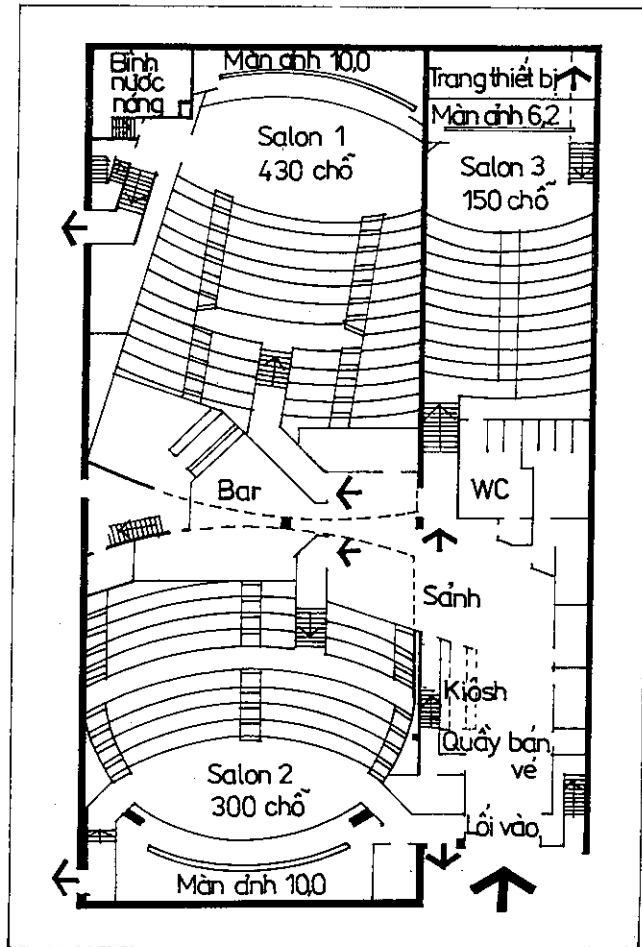 Bình
nước
nóng
Màn ảnh 10,0
Trang thiết bị
Màn ảnh 6,2
Salon 1
430 chỗ
Salon 3
150 chỗ
Bar
WC
Sảnh
Kiôsh
Quầy bán
vé
Salon 2
300 chỗ
Lối vào
Màn ảnh 10,0